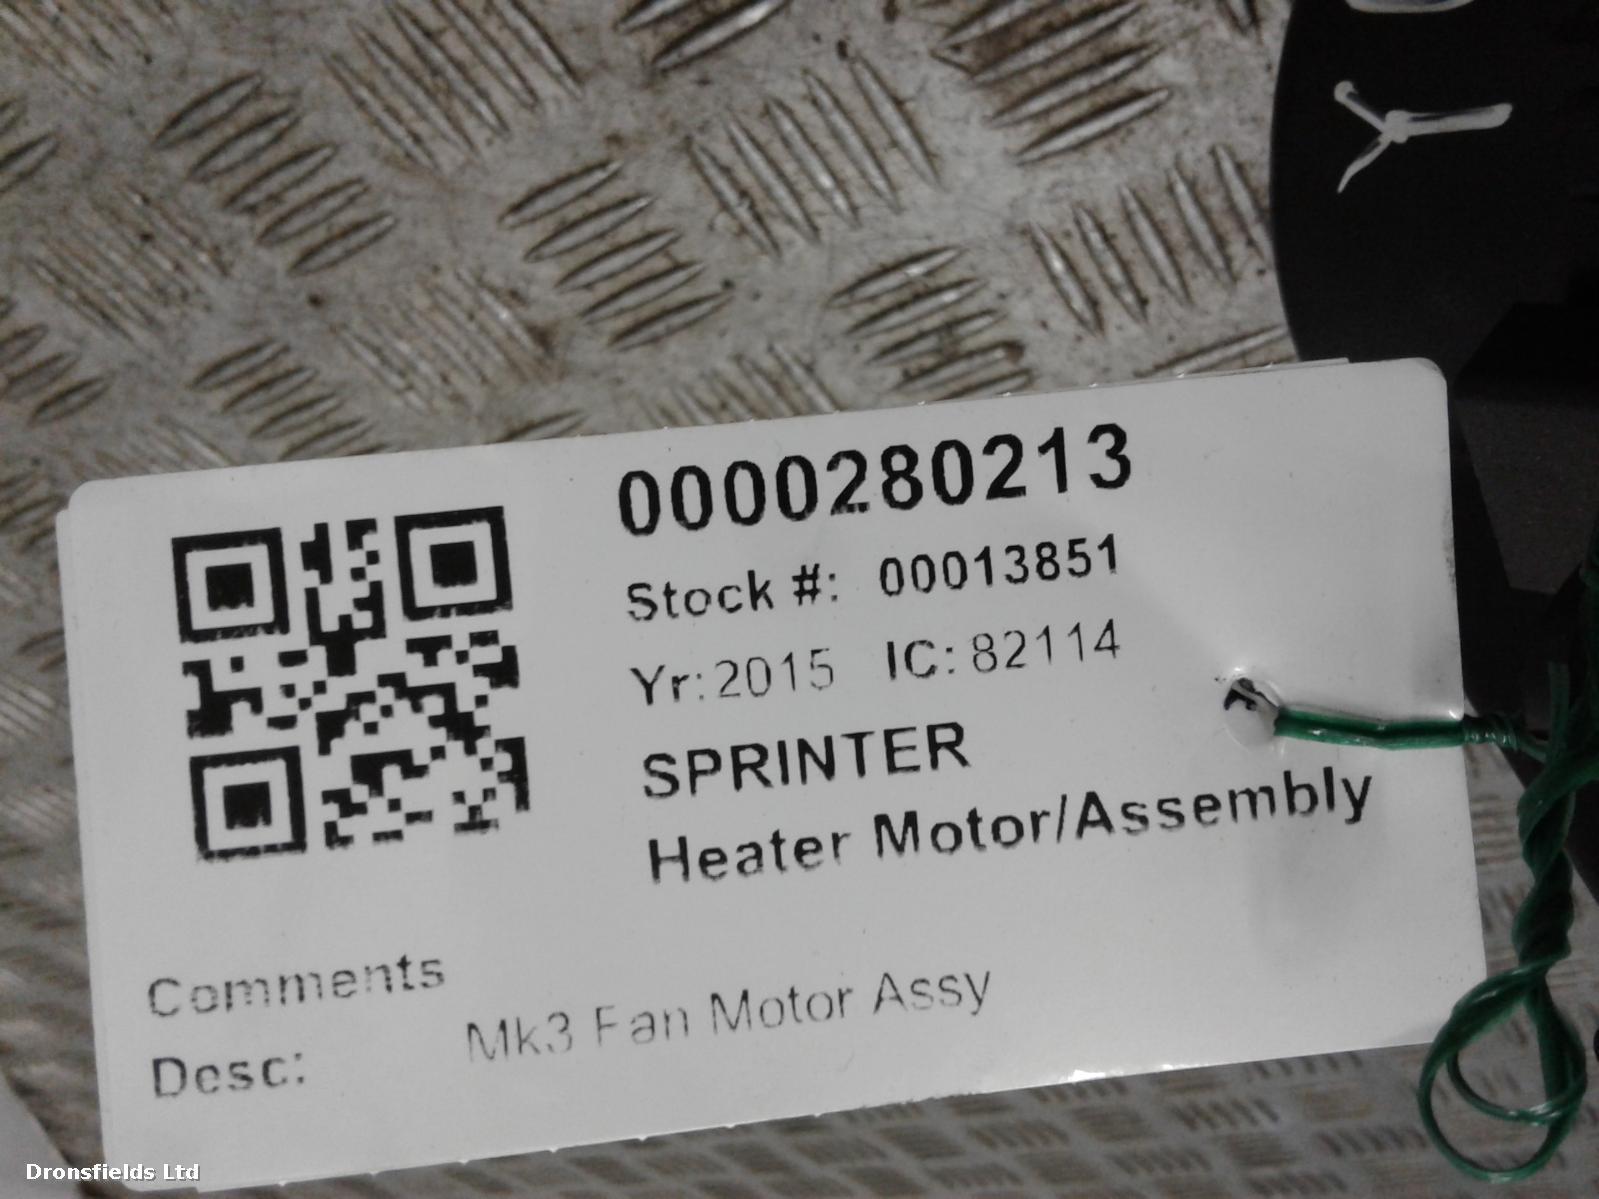 0000280213
Stock #: 00013851
Yr: 2015 IC: 82114
SPRINTER
Heater Motor/Assembly
Comments
Desc: Mk3 Fan Motor Assy
Y
Dronsfields Ltd